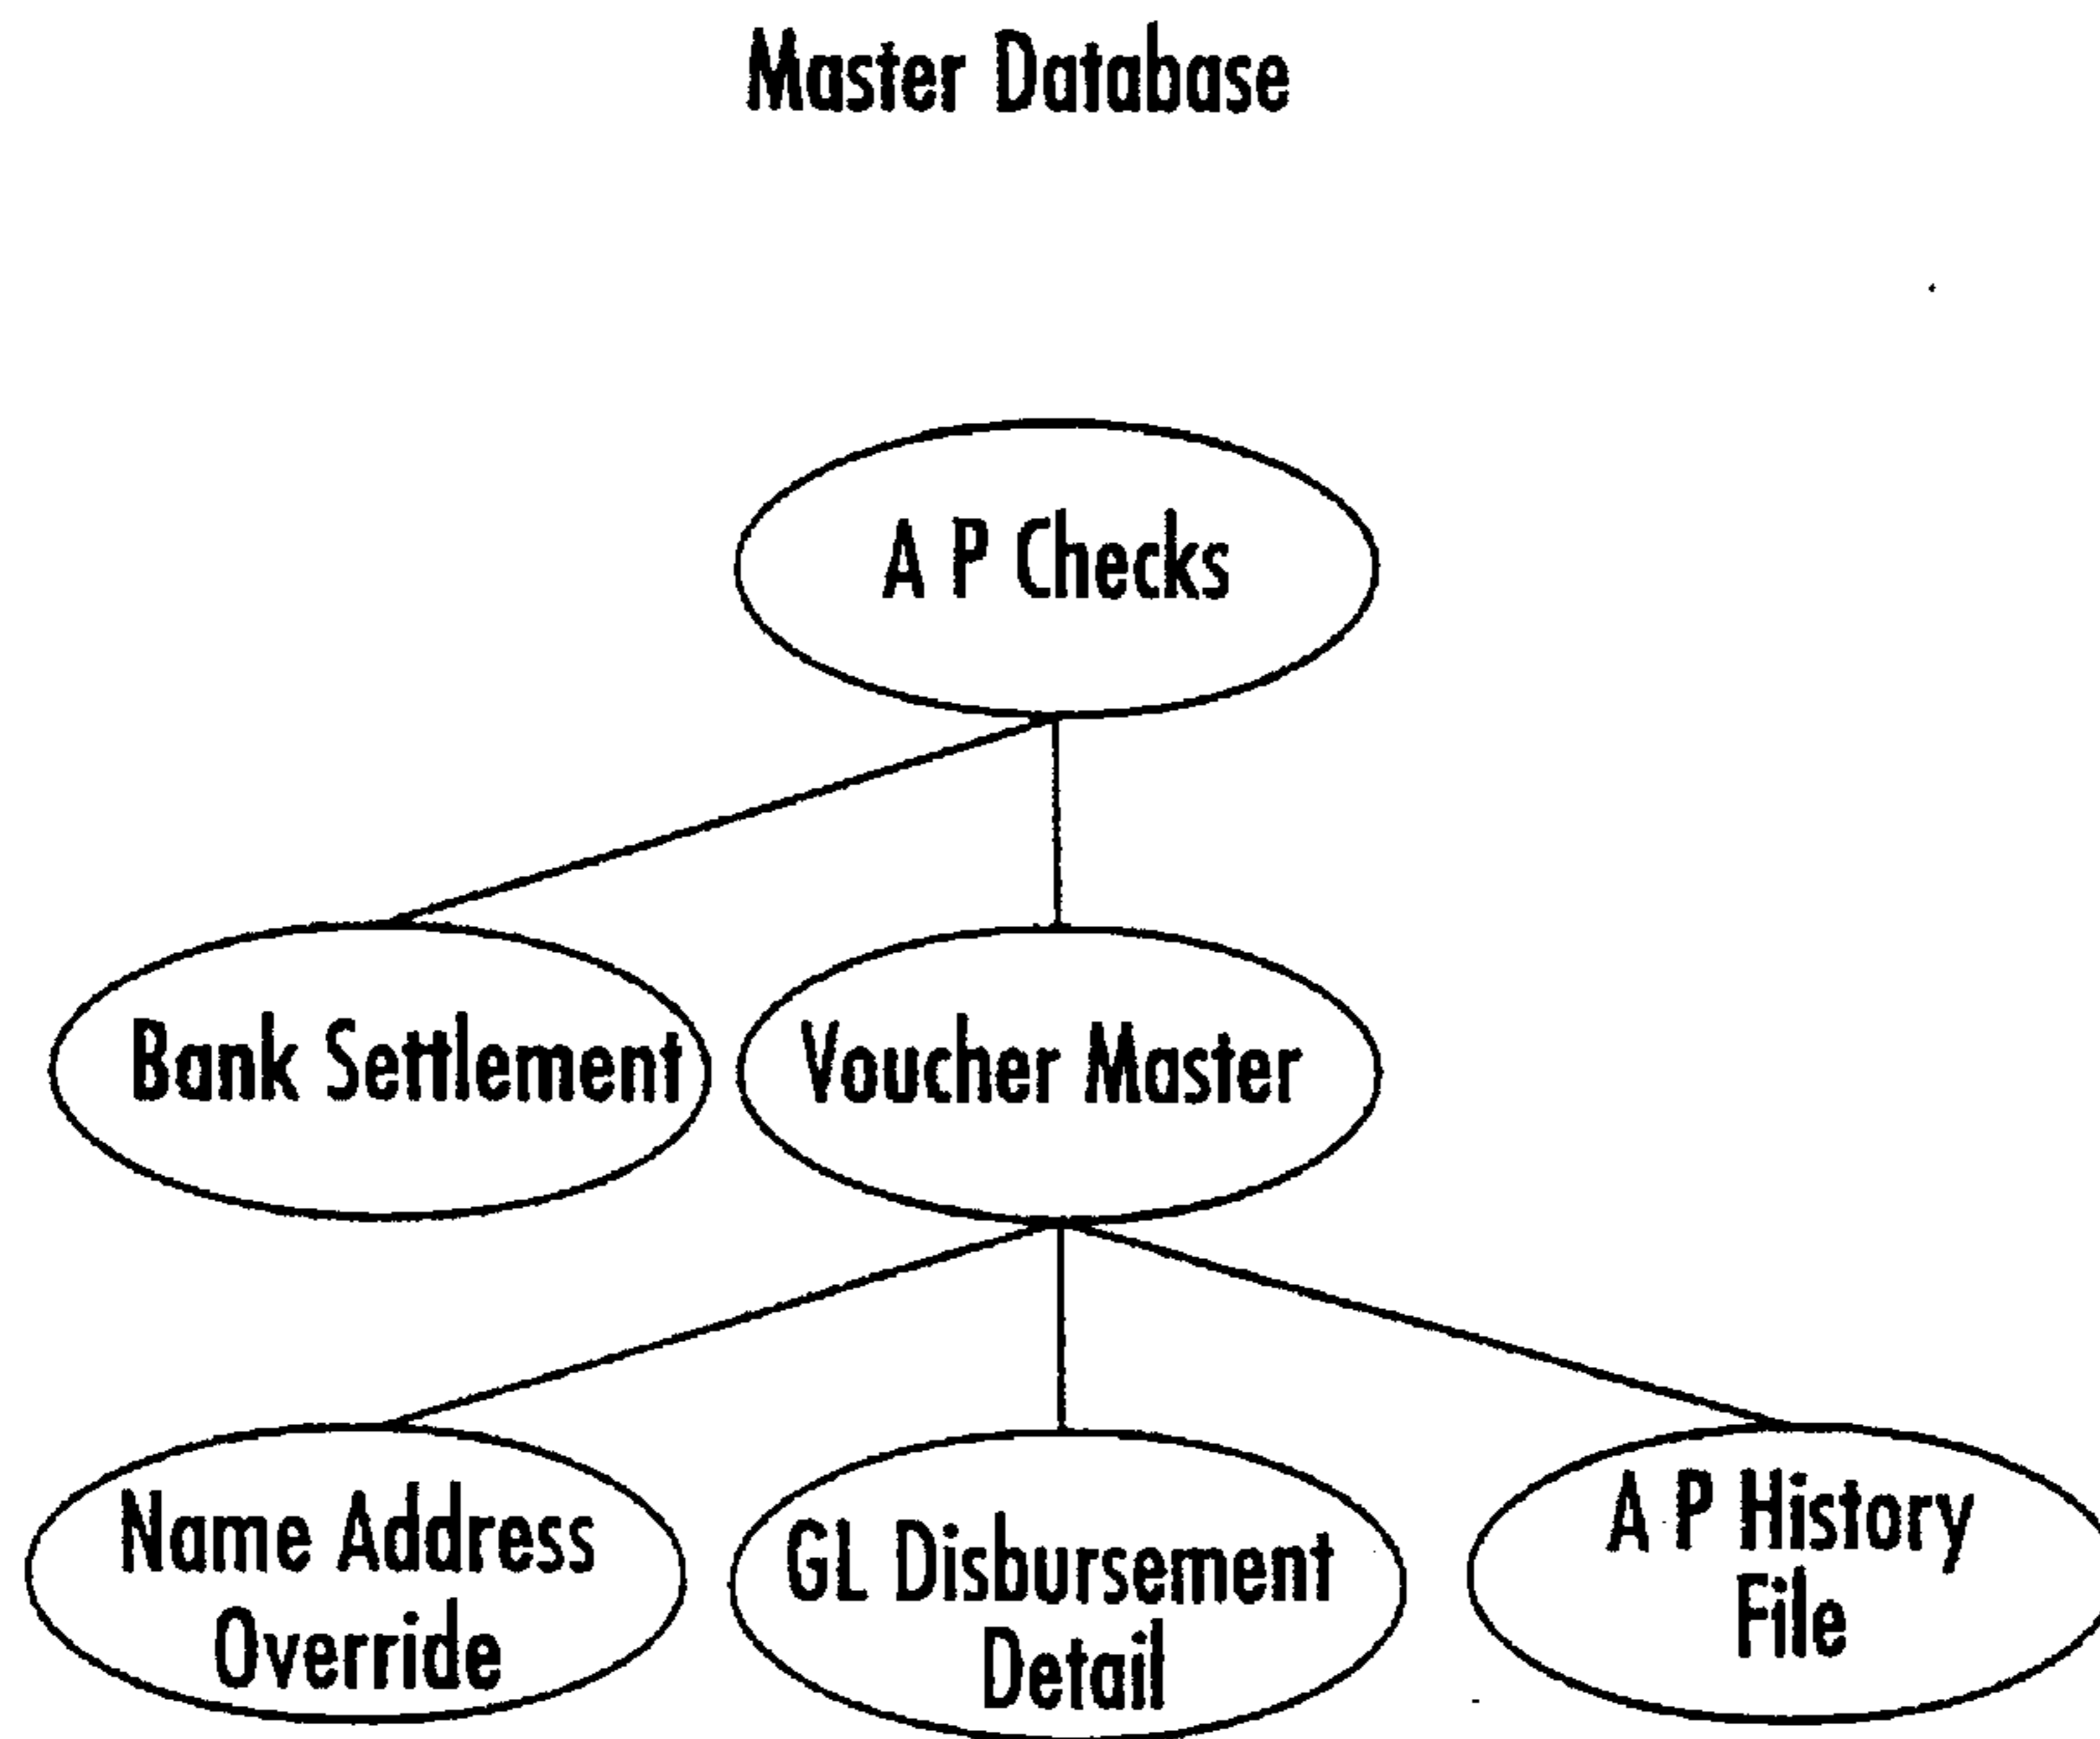 Master Database
A P Checks
Bank Settlement
Voucher Master
Name Address
Override
GL Disbursement
Detail
A P History
File